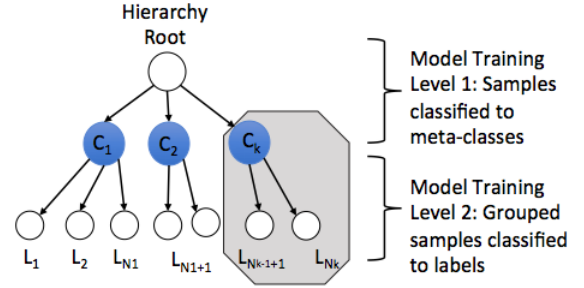 Hierarchy
Root
Model Training
Level 1: Samples
classified to
meta-classes
C1
C2
Ck
Model Training
Level 2: Grouped
samples classified
to labels
L1
L2
LN1
LN1+1
LNk-1+1
LNk